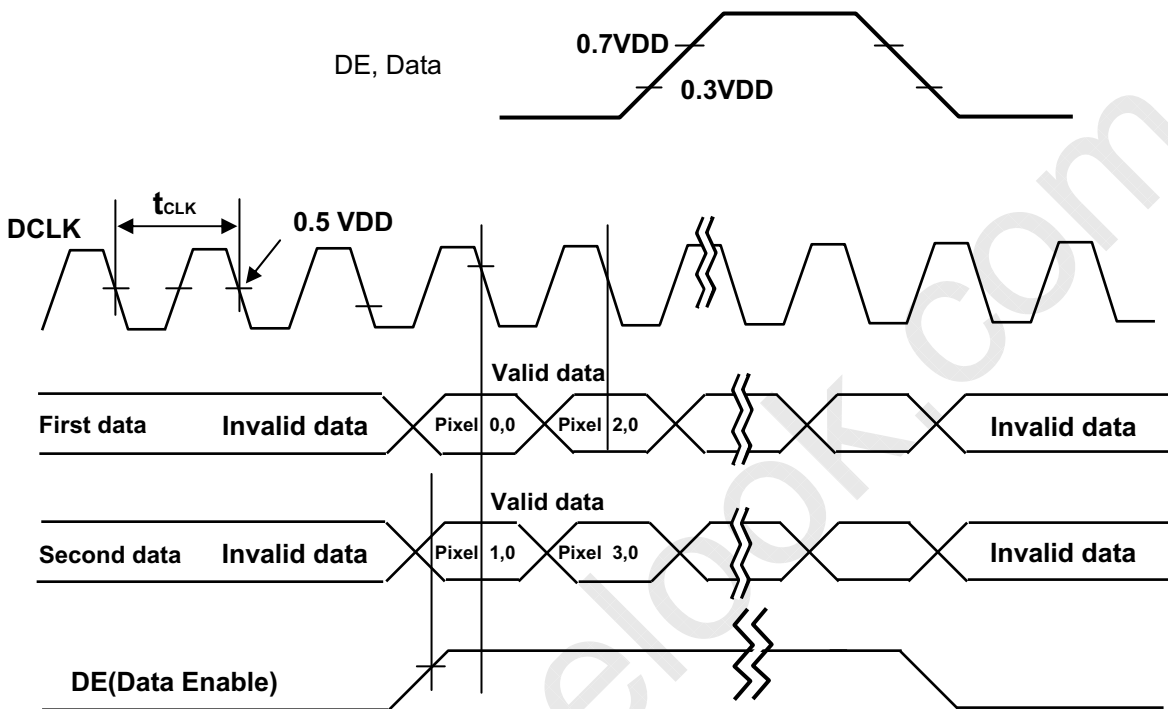 0.7VDD
DE, Data
0.3VDD
tCLK
0.5 VDD
DCLK
Valid data
First data Invalid data Pixel 0,0 Pixel 2,0 Invalid data
Valid data
Second data Invalid data Pixel 1,0 Pixel 3,0 Invalid data
DE(Data Enable)
elook.com